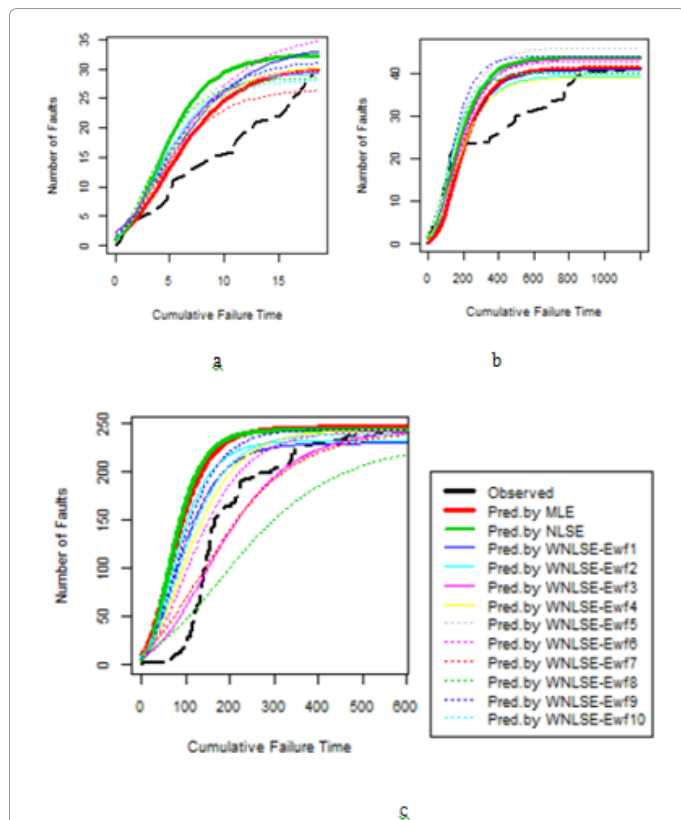 35
30
25
20
15
10
5
0
Number of Faults
0 5 10 15
Cumulative Failure Time
a
40
30
20
10
0
Number of Faults
0 200 400 600 800 1000
Cumulative Failure Time
b
250
200
150
100
50
0
Number of Faults
0 100 200 300 400 500 600
Cumulative Failure Time
Observed
Pred.by MLE
Pred.by NLSE
Pred.by WNLSE-Ewf1
Pred.by WNLSE-Ewf2
Pred.by WNLSE-Ewf3
Pred.by WNLSE-Ewf4
Pred.by WNLSE-Ewf5
Pred.by WNLSE-Ewf6
Pred.by WNLSE-Ewf7
Pred.by WNLSE-Ewf8
Pred.by WNLSE-Ewf9
Pred.by WNLSE-Ewf10
c